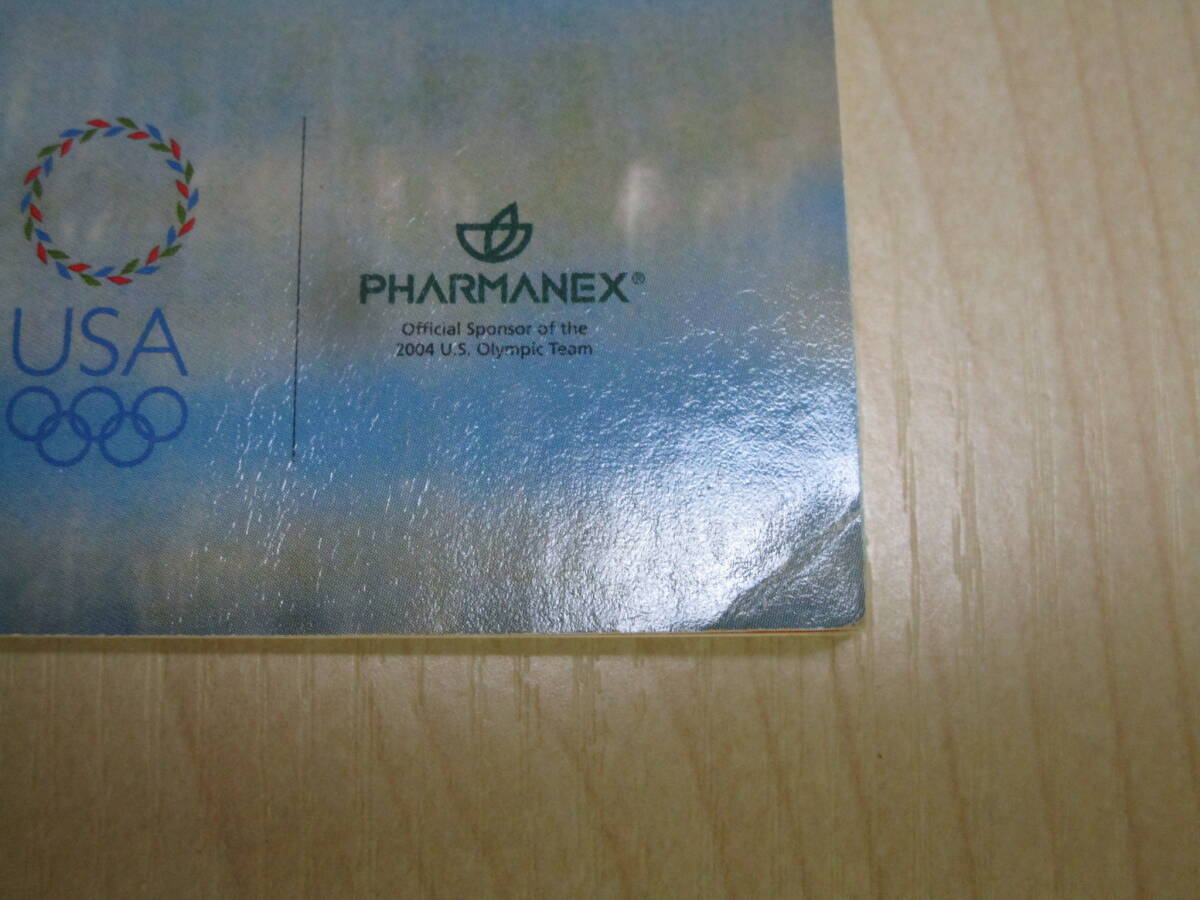 USA
PHARMANEX®
Official Sponsor of the
2004 U.S. Olympic Team